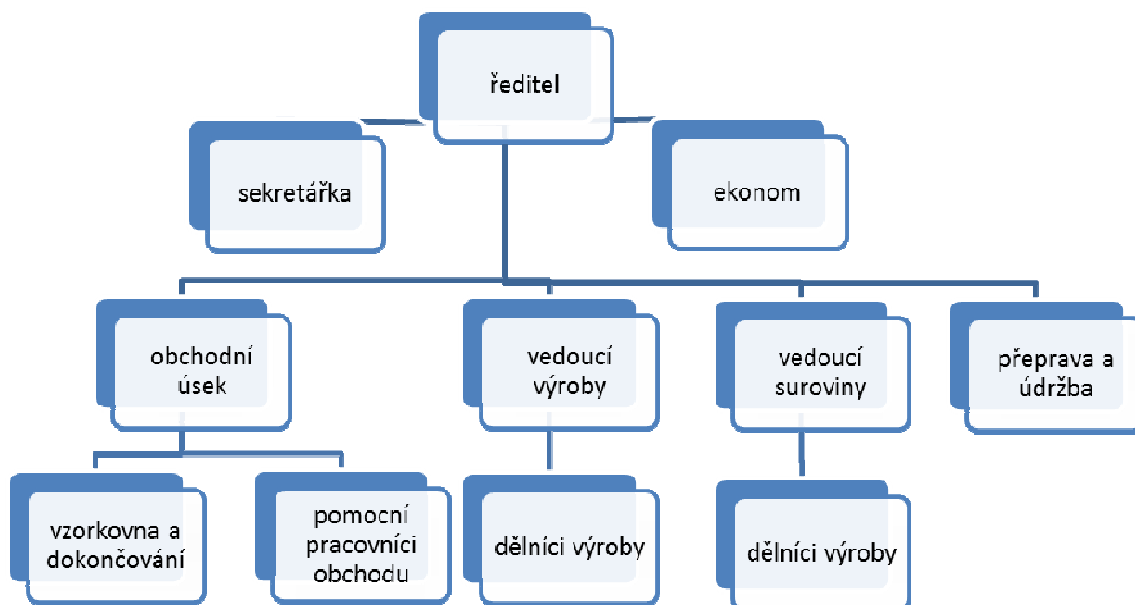 ředitel
sekretářka
ekonom
obchodní
úsek
vedoucí
výroby
vedoucí
suroviny
přeprava a
údržba
vzorkovna a
dokončování
pomocní
pracovníci
obchodu
dělníci výroby
dělníci výroby